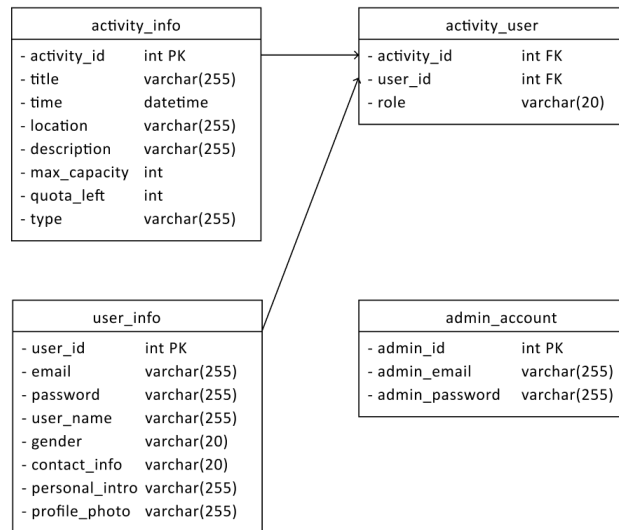 activity_info
- activity_id int PK
- title varchar(255)
- time datetime
- location varchar(255)
- description varchar(255)
- max_capacity int
- quota_left int
- type varchar(255)
activity_user
- activity_id int FK
- user_id int FK
- role varchar(20)
user_info
- user_id int PK
- email varchar(255)
- password varchar(255)
- user_name varchar(255)
- gender varchar(20)
- contact_info varchar(20)
- personal_intro varchar(255)
- profile_photo varchar(255)
admin_account
- admin_id int PK
- admin_email varchar(255)
- admin_password varchar(255)